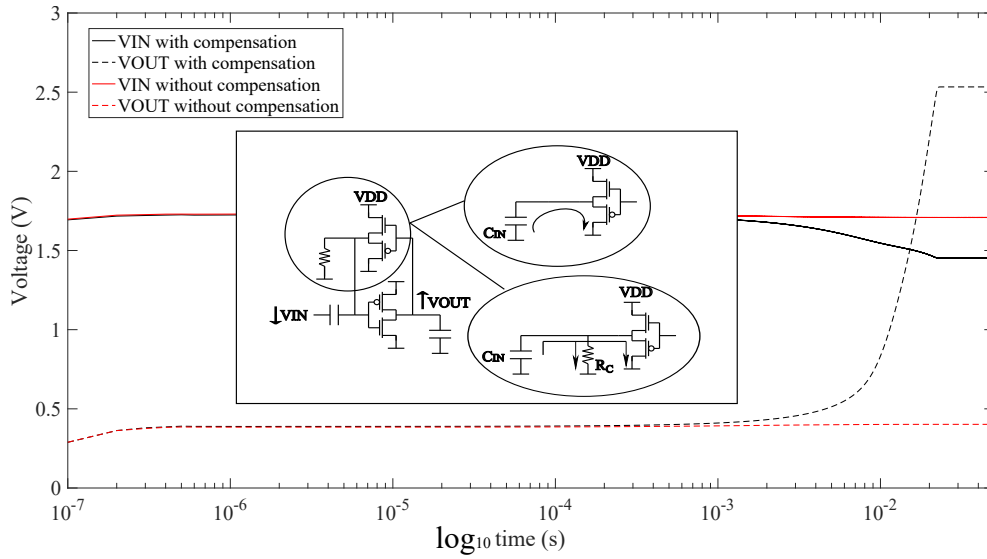 3
2.5
2
1.5
1
0.5
0
Voltage (V)
VIN with compensation
VOUT with compensation
VIN without compensation
VOUT without compensation
VDD
VDD
CIN
↑VOUT
↓VIN
VDD
CIN
RC
10-7
10-6
10-5
10-4
10-3
10-2
log10 time (s)